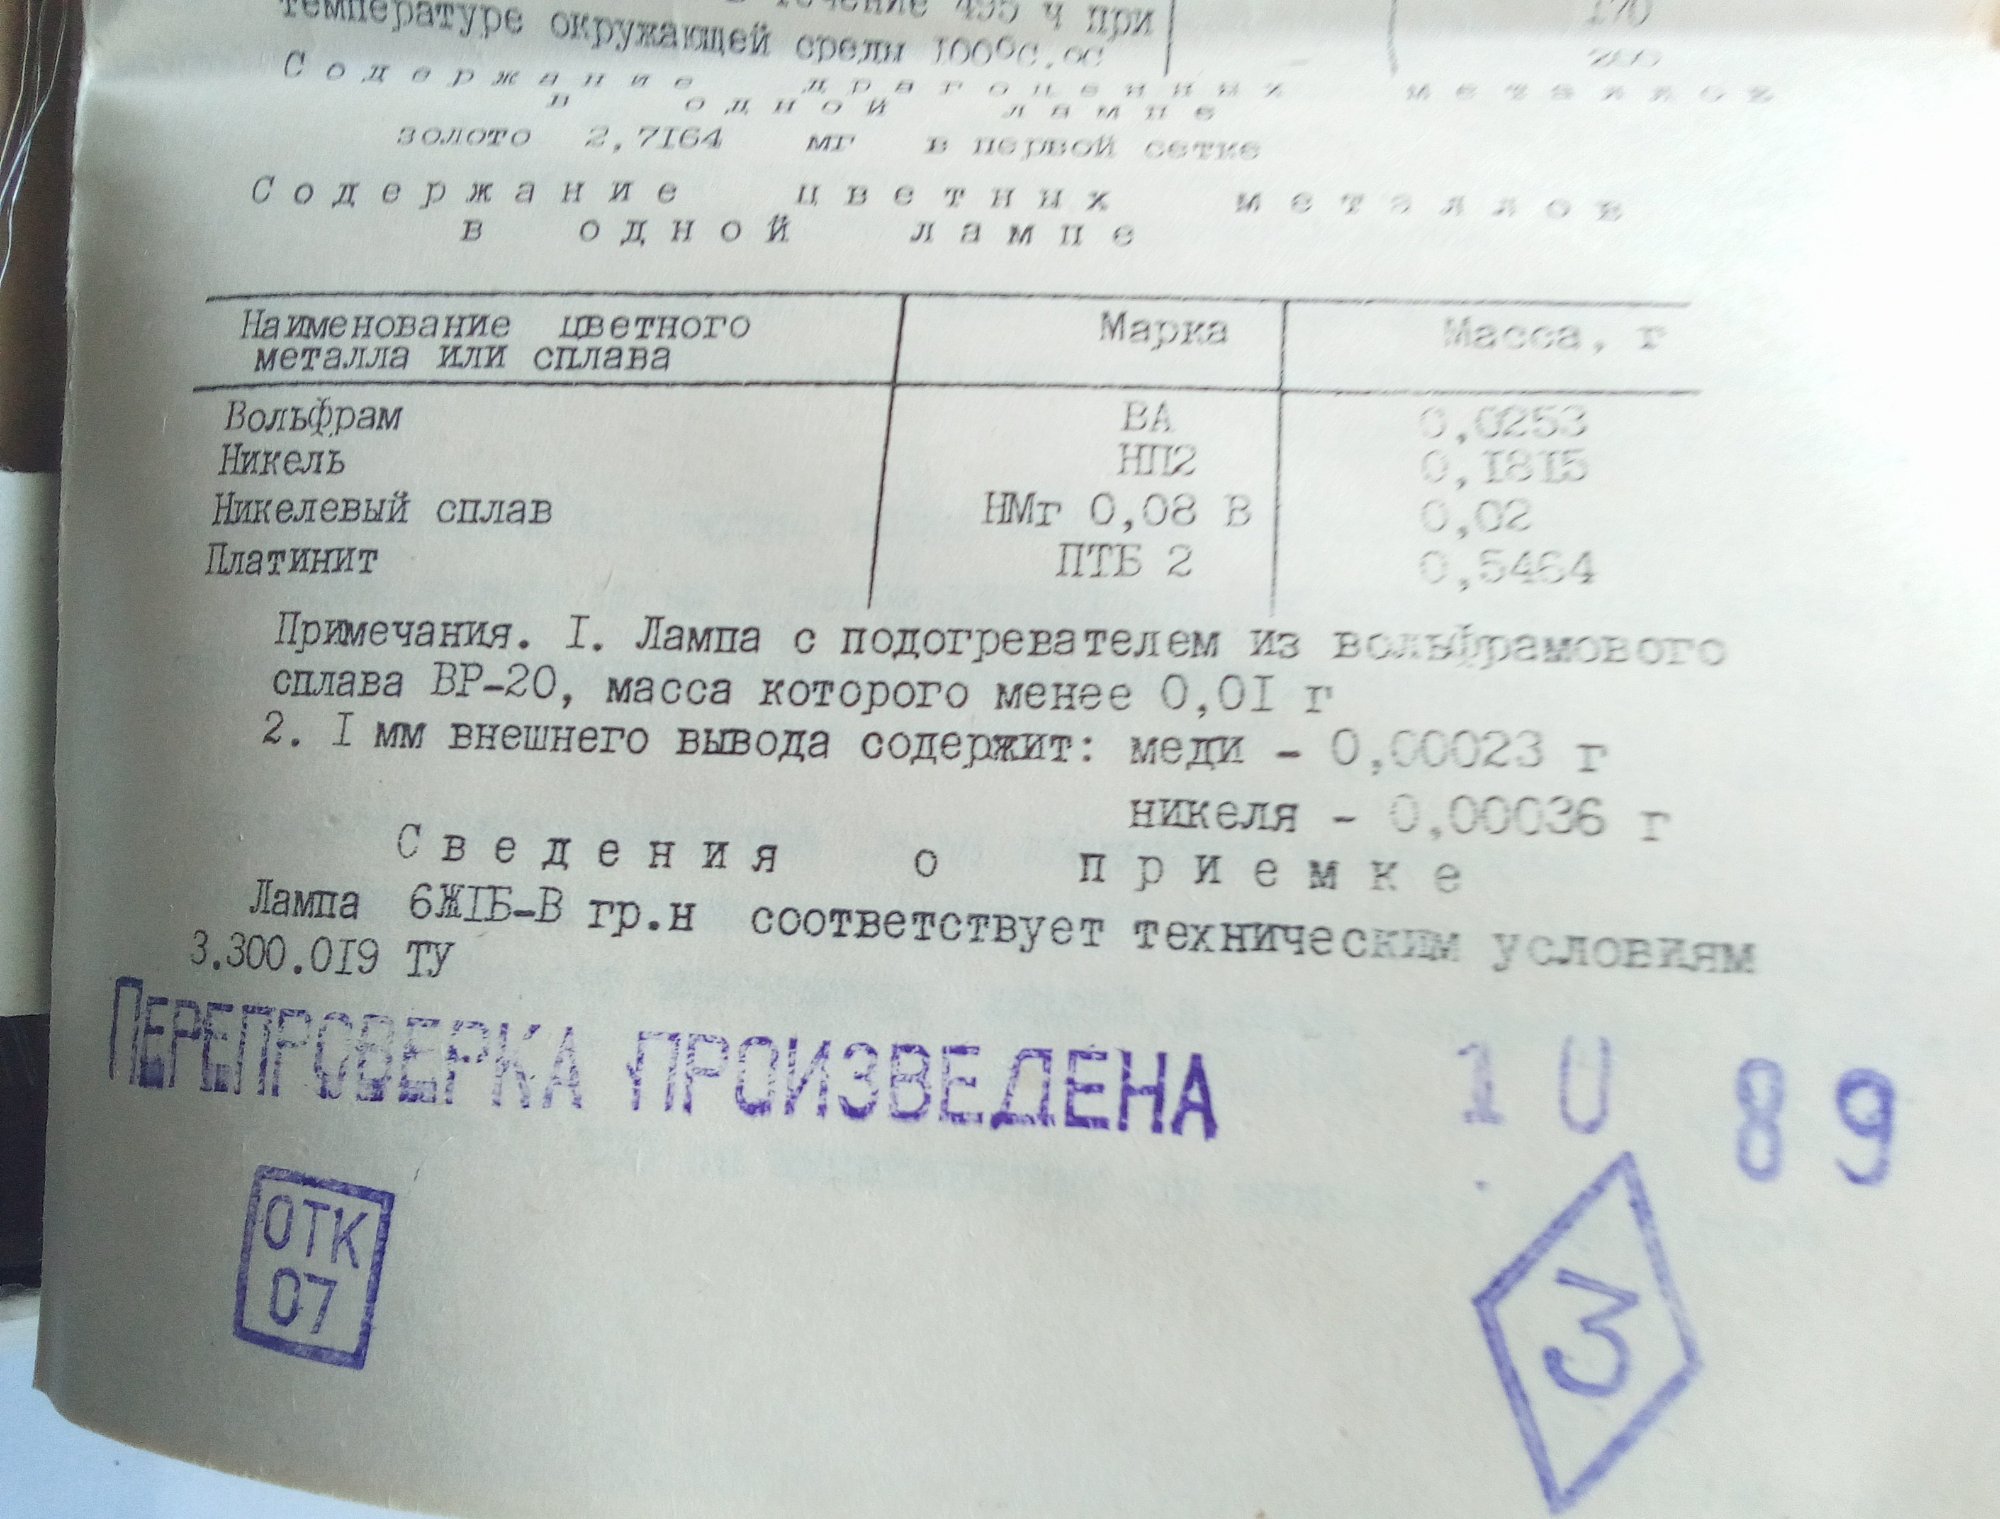 течение 495 ч при
температуре окружающей среды 100°С.
170
Содержание драгоценных металлов
в одной лампе
золото 2,7164 мг в первой сетке
Содержание цветных металлов
в одной лампе
Наименование цветного металла или сплава Марка Масса, г
Вольфрам ВА 0,0253
Никель НП2 0,1815
Никелевый сплав НМг 0,08 В 0,02
Платинит ПТБ 2 0,5464
Примечания. 1. Лампа с подогревателем из вольфрамового
сплава ВР-20, масса которого менее 0,01 г
2. 1 мм внешнего вывода содержит: меди - 0,00023 г
никеля - 0,00036 г
Сведения о приемке
Лампа 6Ж1Б-В гр.н соответствует техническим условиям
3.300.019 ТУ
ПЕРЕПРОВЕРКА ПРОИЗВЕДЕНА 10 89
ОТК
07
3